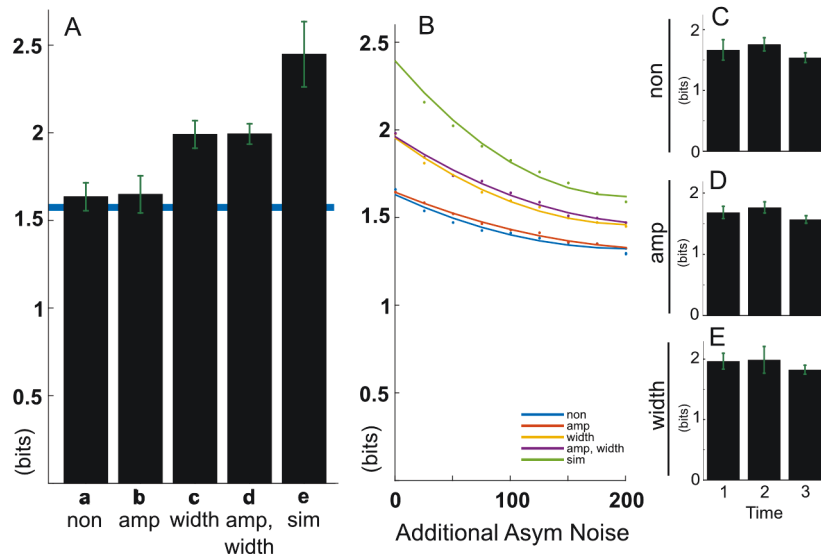 A
2.5
2
1.5
1
0.5
(bits)
a b c d e
non amp width amp, sim
width
B
2.5
2
1.5
1
0.5
(bits)
non
amp
width
amp, width
sim
0 100 200
Additional Asym Noise
C
non
(bits)
2
1
0
D
amp
(bits)
2
1
0
E
width
(bits)
2
1
0
1 2 3
Time